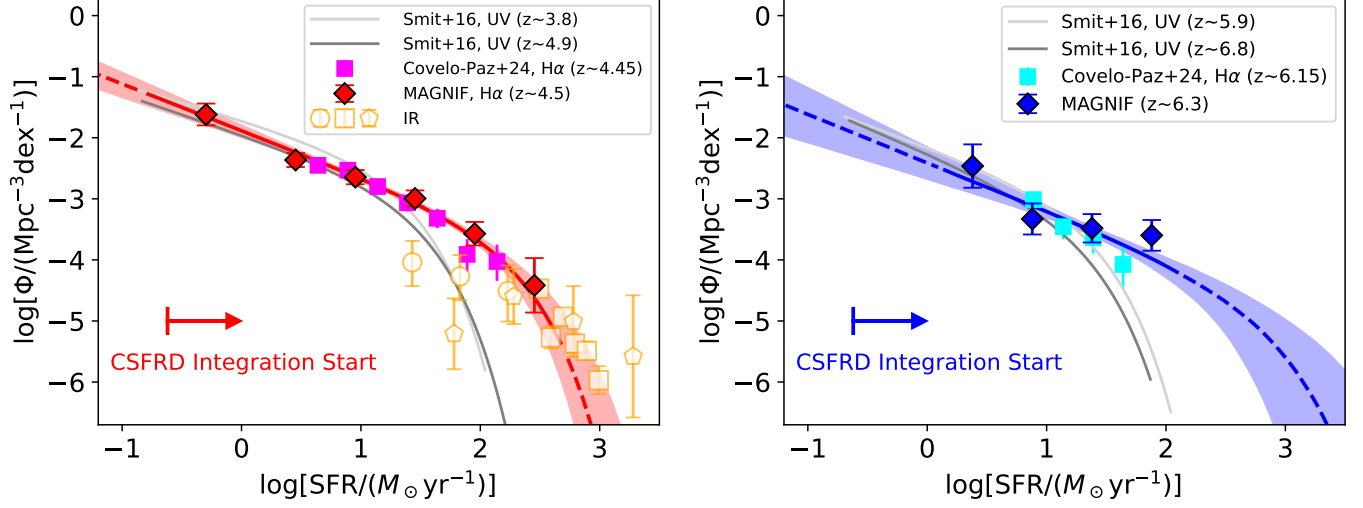 0
−1
−2
−3
−4
−5
−6
log[Φ/(Mpc⁻³dex⁻¹)]
Smit+16, UV (z~3.8)
Smit+16, UV (z~4.9)
Covelo-Paz+24, Hα (z~4.45)
MAGNIF, Hα (z~4.5)
IR
CSFRD Integration Start
−1
0
1
2
3
log[SFR/(M⊙ yr⁻¹)]
0
−1
−2
−3
−4
−5
−6
log[Φ/(Mpc⁻³dex⁻¹)]
Smit+16, UV (z~5.9)
Smit+16, UV (z~6.8)
Covelo-Paz+24, Hα (z~6.15)
MAGNIF (z~6.3)
CSFRD Integration Start
−1
0
1
2
3
log[SFR/(M⊙ yr⁻¹)]